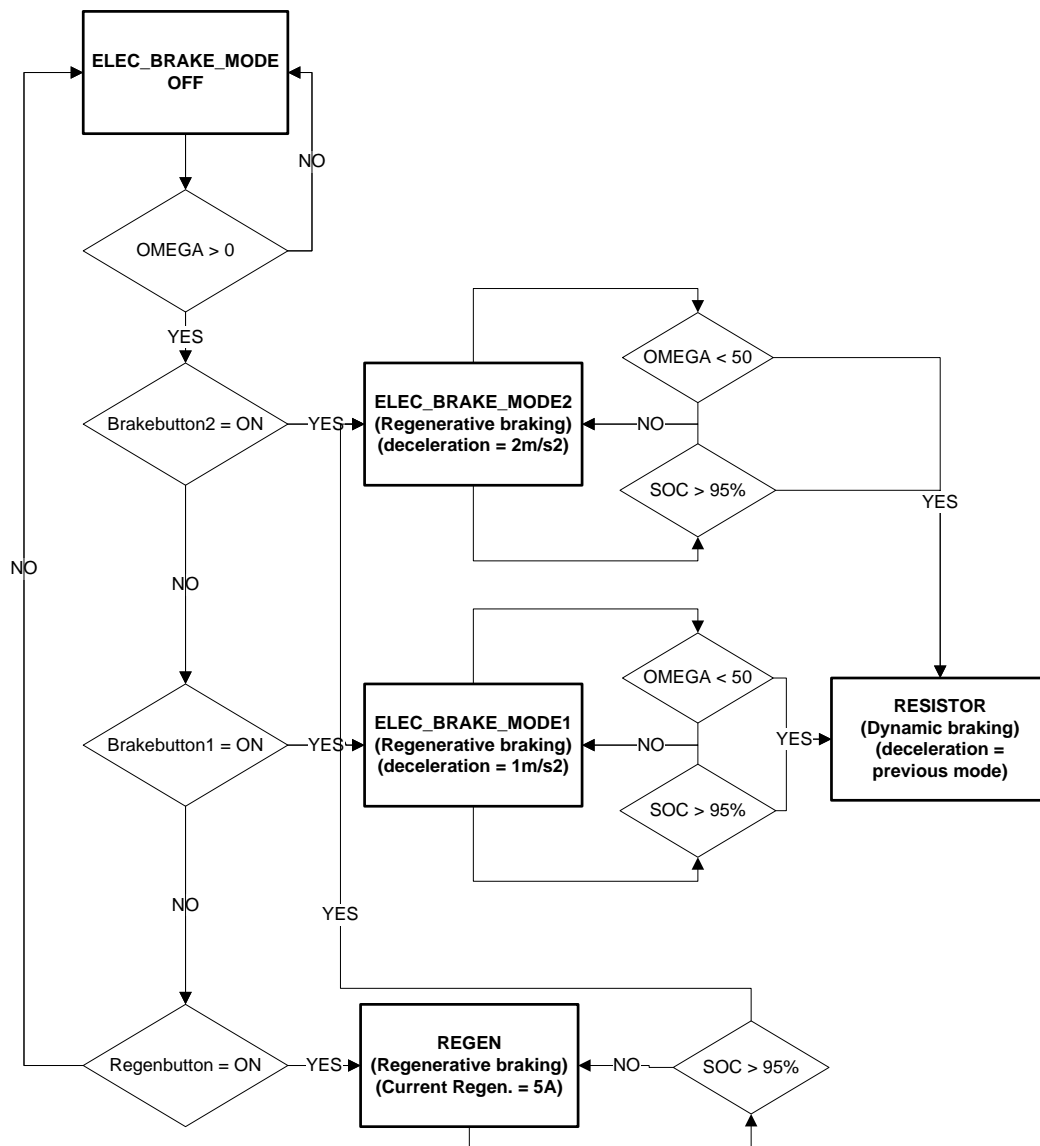 ELEC_BRAKE_MODE
OFF
NO
OMEGA > 0
YES
Brakebutton2 = ON
YES
ELEC_BRAKE_MODE2
(Regenerative braking)
(deceleration = 2m/s2)
OMEGA < 50
NO
SOC > 95%
YES
NO
NO
Brakebutton1 = ON
YES
ELEC_BRAKE_MODE1
(Regenerative braking)
(deceleration = 1m/s2)
OMEGA < 50
NO
SOC > 95%
YES
RESISTOR
(Dynamic braking)
(deceleration =
previous mode)
NO
YES
Regenbutton = ON
YES
REGEN
(Regenerative braking)
(Current Regen. = 5A)
NO
SOC > 95%